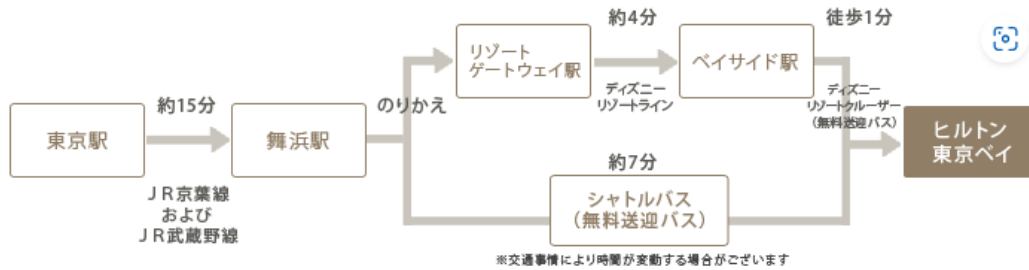 東京駅
約15分
ＪＲ京葉線
および
ＪＲ武蔵野線
舞浜駅
のりかえ
リゾート
ゲートウェイ駅
約4分
ディズニー
リゾートライン
ベイサイド駅
徒歩1分
ディズニー
リゾートクルーザー
（無料送迎バス）
約7分
シャトルバス
（無料送迎バス）
※交通事情により時間が変動する場合がございます
ヒルトン
東京ベイ